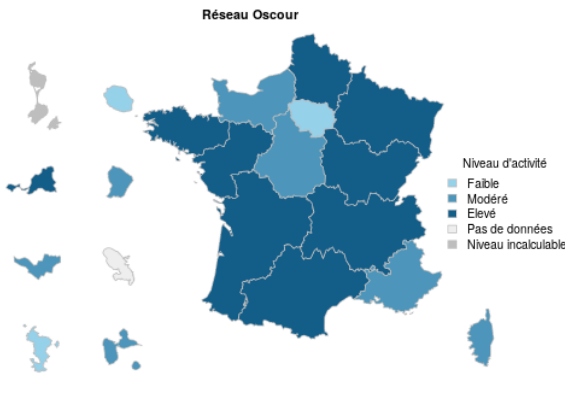 Réseau Oscour
Niveau d'activité
Faible
Modéré
Elevé
Pas de données
Niveau incalculable